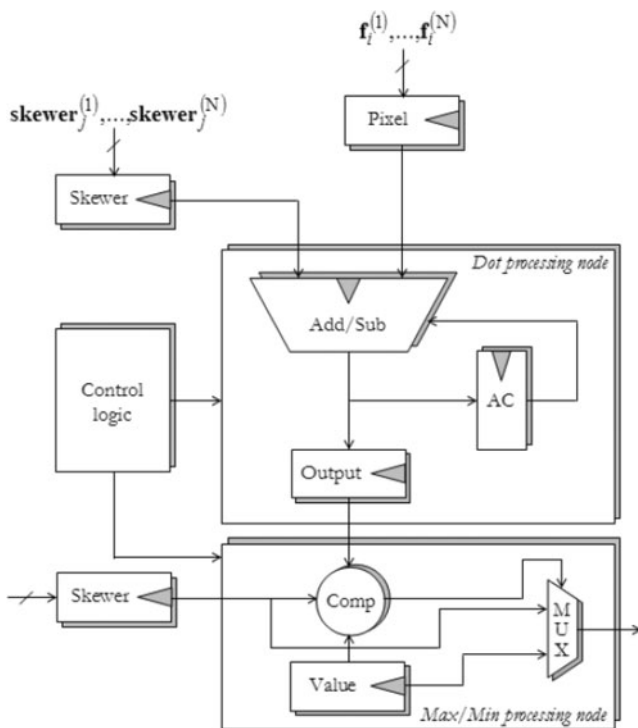 f_i^(1),...,f_i^(N)
skewer_j^(1),...,skewer_j^(N)
Pixel
Skewer
Dot processing node
Add/Sub
Control
logic
AC
Output
Skewer
Comp
M
U
X
Value
Max/Min processing node